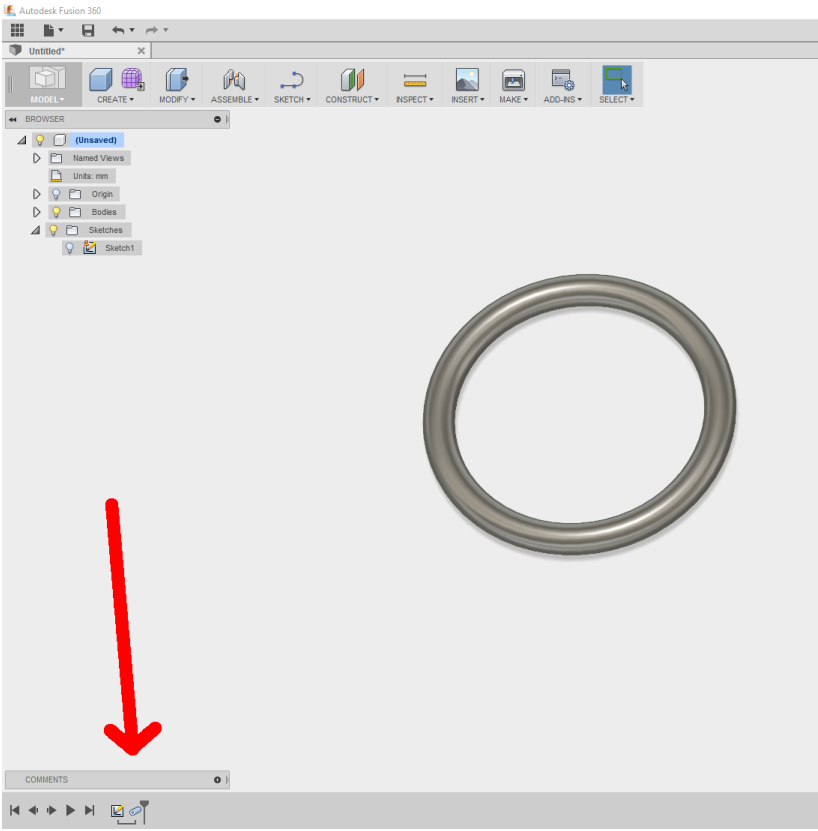 Autodesk Fusion 360
Untitled*
MODEL CREATE MODIFY ASSEMBLE SKETCH CONSTRUCT INSPECT INSERT MAKE ADD-INS SELECT
BROWSER
(Unsaved)
Named Views
Units: mm
Origin
Bodies
Sketches
Sketch1
COMMENTS